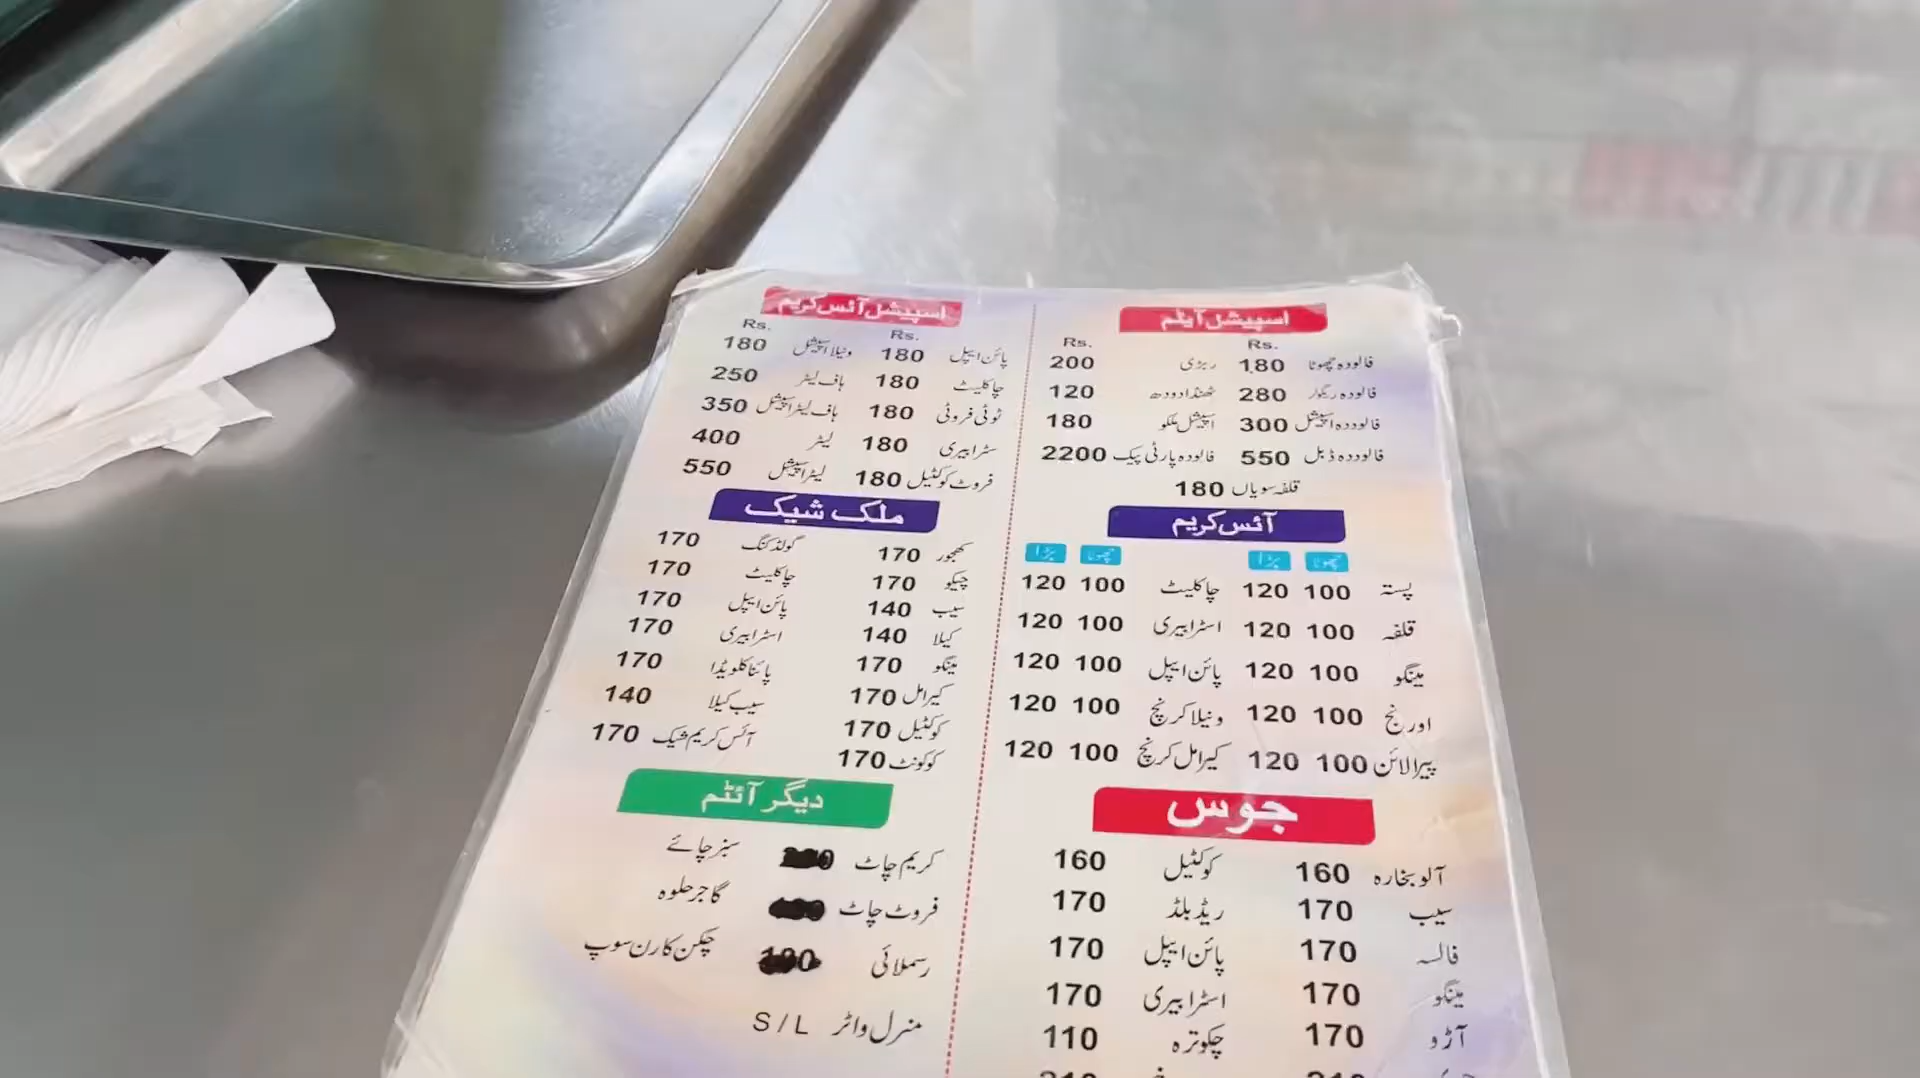 اسپیشل آیٹم
Rs. Rs.
فالودہ چھوٹا 180 ربڑی 200
فالودہ ریگولر 280 ٹھنڈا دودھ 120
فالوددہ اسپیشل 300 اسپیشل ملکو 180
فالوددہ ڈبل 550 فالودہ پارٹی پیک 2200
قلفہ سویاں 180
آئس کریم
چھوٹا بڑا چھوٹا بڑا
پستہ 100 120 چاکلیٹ 100 120
قلفہ 100 120 اسٹرابیری 100 120
مینگو 100 120 پائن ایپل 100 120
اورنج 100 120 ونیلا کرنچ 100 120
پیرالائن 100 120 کیرامل کرنچ 100 120
جوس
آلو بخارہ 160 کوکٹیل 160
سیب 170 ریڈ بلڈ 170
فالسہ 170 پائن ایپل 170
مینگو 170 اسٹرابیری 170
آڑو 170 چکوترہ 110
اسپیشل آئس کریم
Rs. Rs.
پائن ایپل 180 ونیلا اسپیشل 180
چاکلیٹ 180 ہاف لیٹر 250
ٹوٹی فروٹی 180 ہاف لیٹر اسپیشل 350
سٹرابیری 180 لیٹر 400
فروٹ کوکٹیل 180 لیٹر اسپیشل 550
ملک شیک
کھجور 170 گولڈ کنگ 170
چیکو 170 چاکلیٹ 170
سیب 140 پائن ایپل 170
کیلا 140 اسٹرابیری 170
مینگو 170 پائنا کلویڈا 170
کیرامل 170 سیب کیلا 140
کوکٹیل 170 آئس کریم شیک 170
کوکونٹ 170
دیگر آئٹم
کریم چاٹ سبز چائے
فروٹ چاٹ گاجر حلوہ
رسملائی چکن کارن سوپ
منرل واٹر S / L